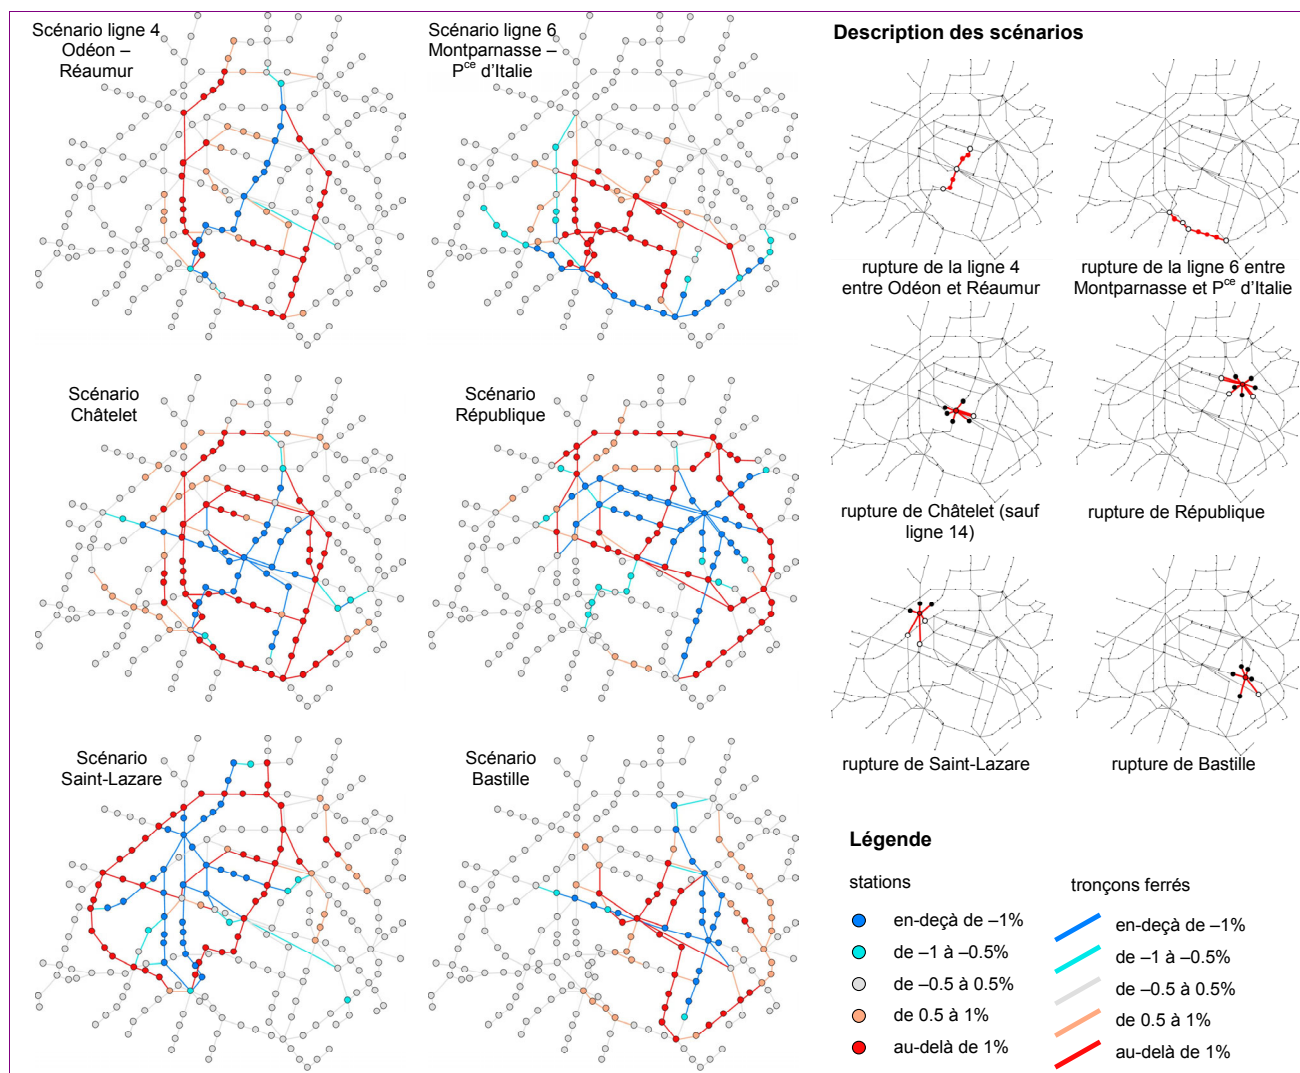 Scénario ligne 4
Odéon –
Réaumur
Scénario ligne 6
Montparnasse –
Pce d'Italie
Description des scénarios
rupture de la ligne 4
entre Odéon et Réaumur
rupture de la ligne 6 entre
Montparnasse et Pce d'Italie
Scénario
Châtelet
Scénario
République
rupture de Châtelet (sauf
ligne 14)
rupture de République
Scénario
Saint-Lazare
Scénario
Bastille
rupture de Saint-Lazare
rupture de Bastille
Légende
stations
en-deçà de –1%
de –1 à –0.5%
de –0.5 à 0.5%
de 0.5 à 1%
au-delà de 1%
tronçons ferrés
en-deçà de –1%
de –1 à –0.5%
de –0.5 à 0.5%
de 0.5 à 1%
au-delà de 1%